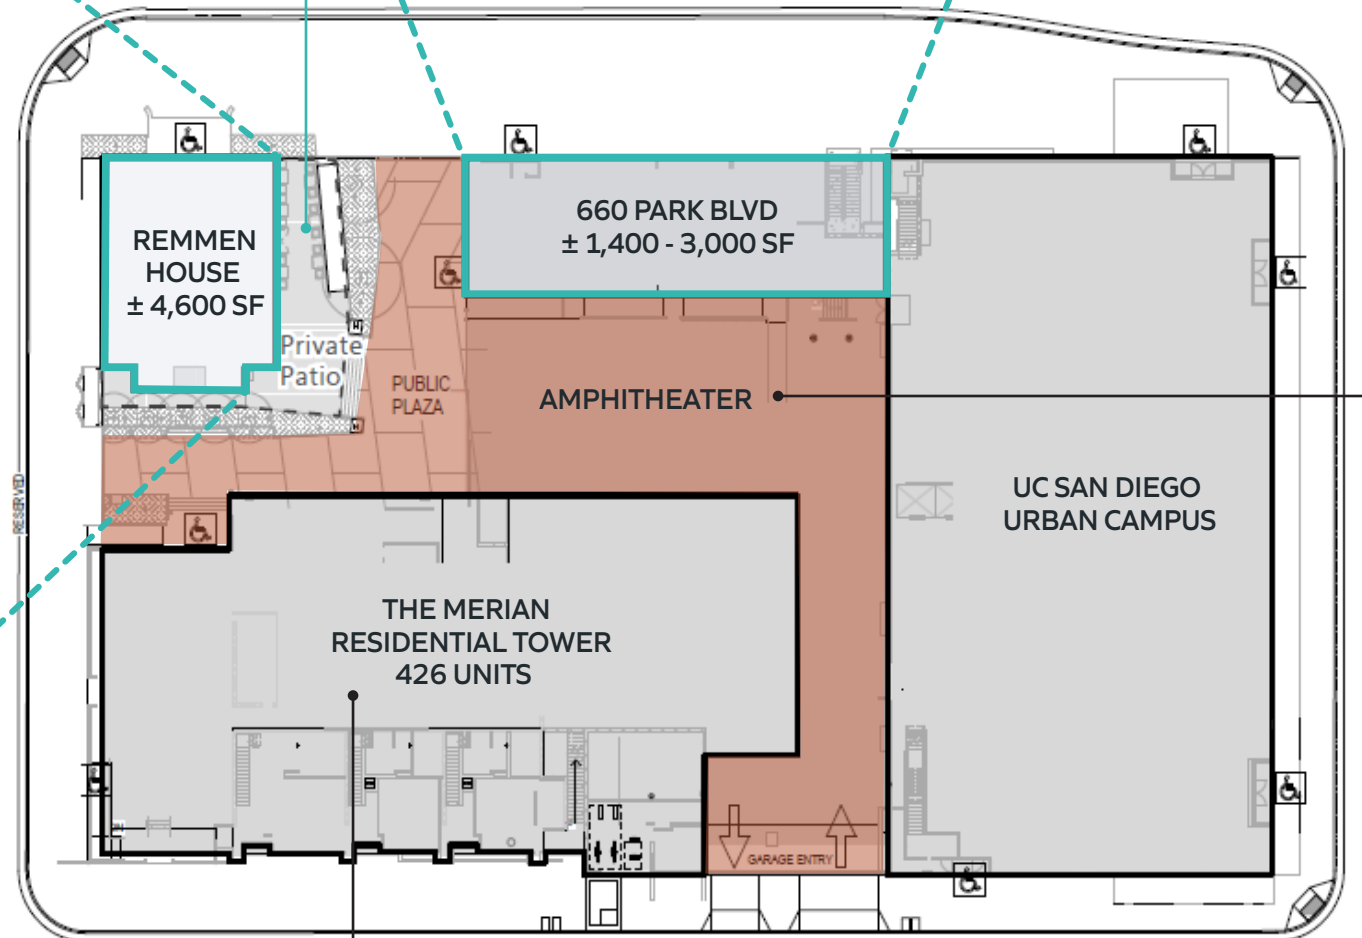 660 PARK BLVD
± 1,400 - 3,000 SF
REMMEN
HOUSE
± 4,600 SF
Private
Patio
PUBLIC
PLAZA
AMPHITHEATER
RESERVED
UC SAN DIEGO
URBAN CAMPUS
THE MERIAN
RESIDENTIAL TOWER
426 UNITS
GARAGE ENTRY